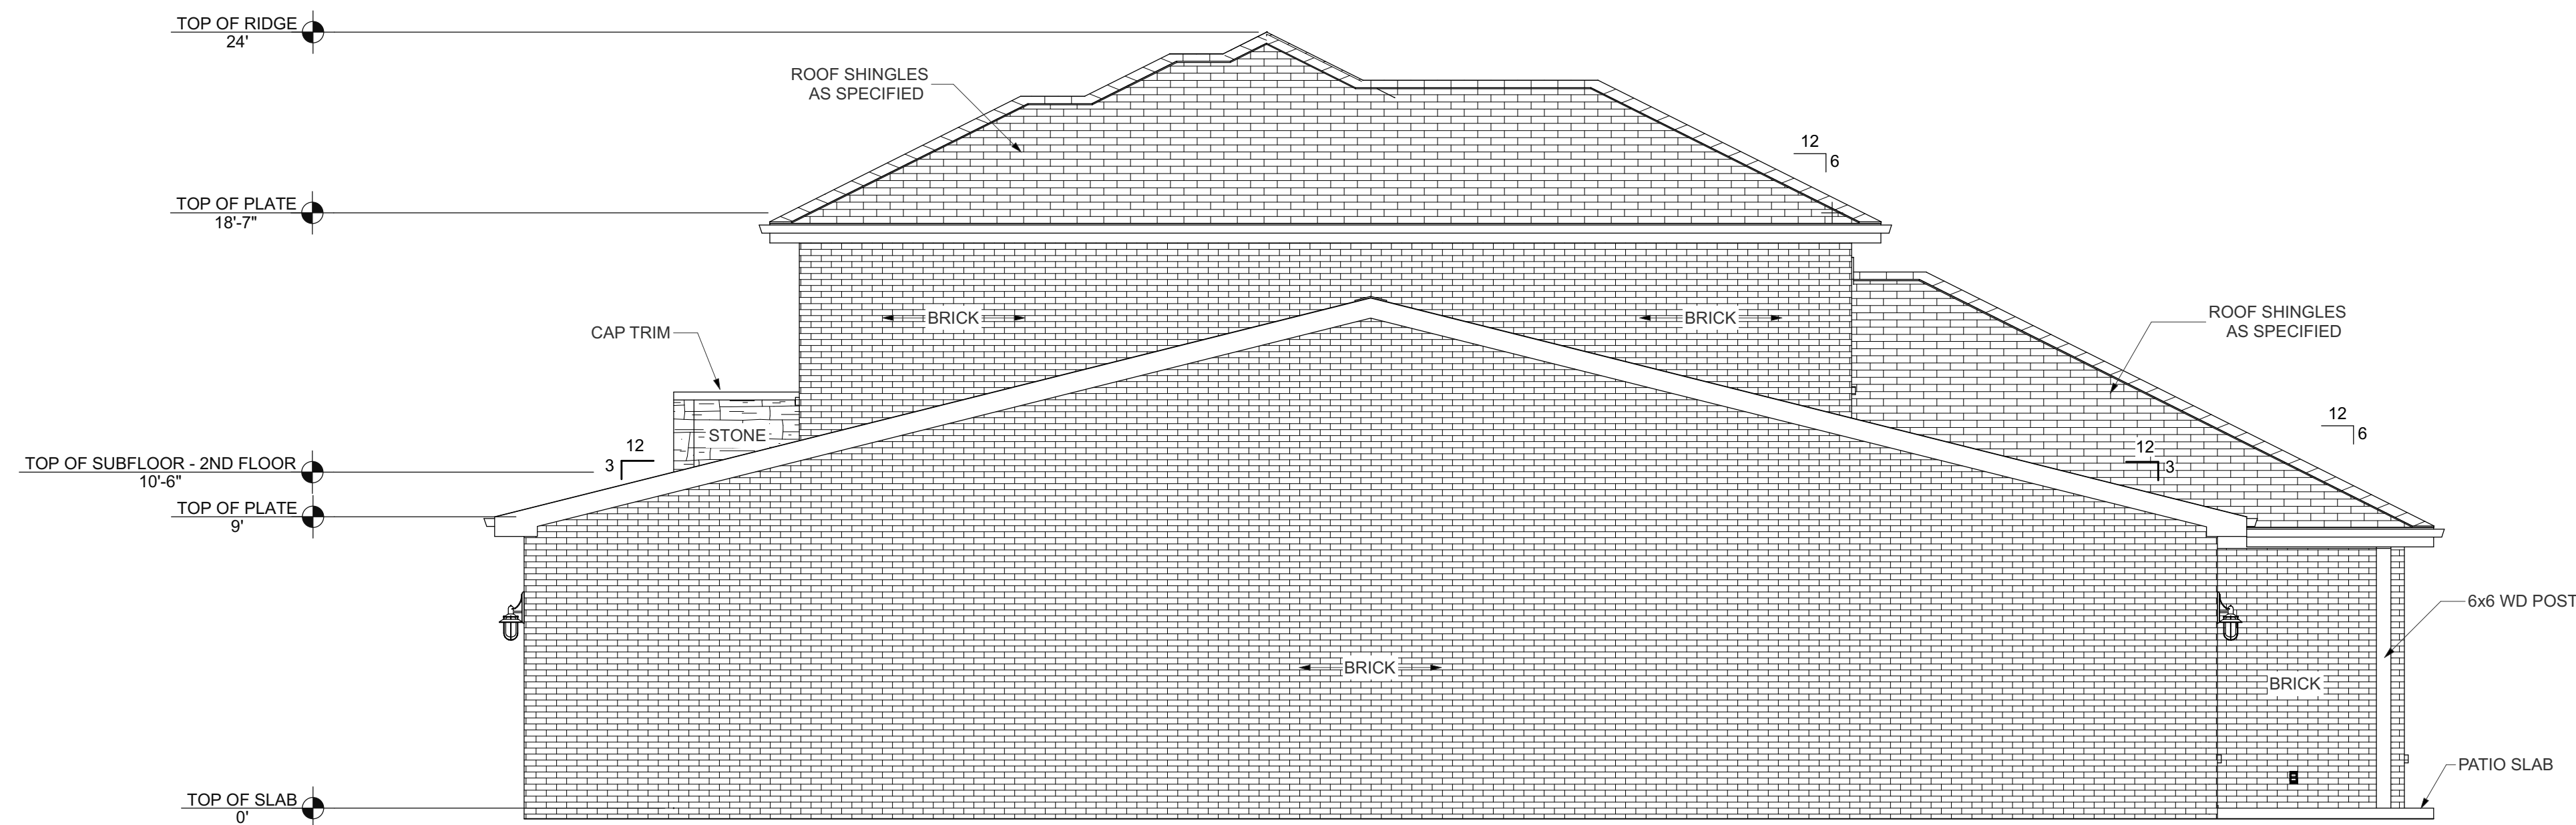 TOP OF RIDGE
24'
ROOF SHINGLES
AS SPECIFIED
12
6
TOP OF PLATE
18'-7"
BRICK
BRICK
CAP TRIM
ROOF SHINGLES
AS SPECIFIED
STONE
12
3
12
6
12
3
TOP OF SUBFLOOR - 2ND FLOOR
10'-6"
TOP OF PLATE
9'
6x6 WD POST
BRICK
BRICK
PATIO SLAB
TOP OF SLAB
0'